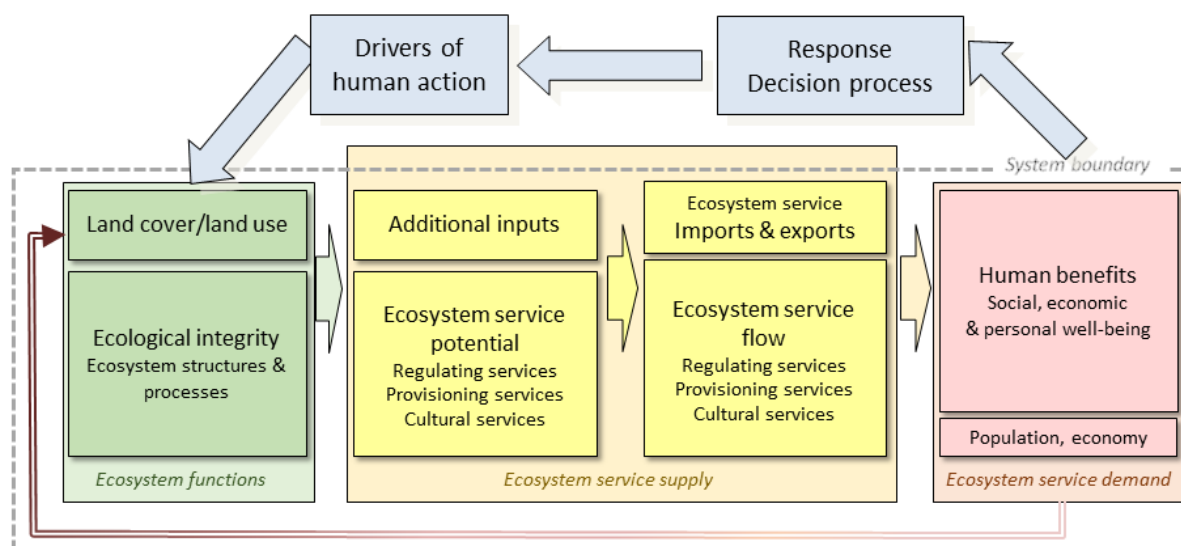 Drivers of
human action
Response
Decision process
System boundary
Land cover/land use
Ecological integrity
Ecosystem structures &
processes
Ecosystem functions
Additional inputs
Ecosystem service
potential
Regulating services
Provisioning services
Cultural services
Ecosystem service
Imports & exports
Ecosystem service
flow
Regulating services
Provisioning services
Cultural services
Ecosystem service supply
Human benefits
Social, economic
& personal well-being
Population, economy
Ecosystem service demand